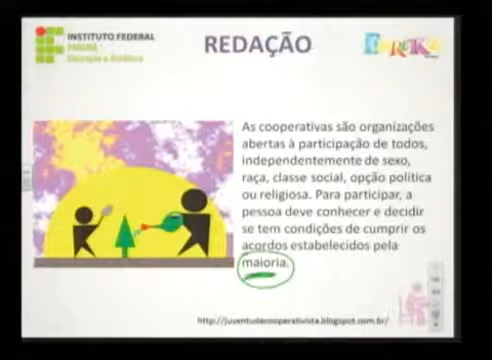 INSTITUTO FEDERAL
PARANÁ
Educação a Distância
REDAÇÃO
As cooperativas são organizações
abertas à participação de todos,
independentemente de sexo,
raça, classe social, opção política
ou religiosa. Para participar, a
pessoa deve conhecer e decidir
se tem condições de cumprir os
acordos estabelecidos pela
maioria.
http://juventudecooperativista.blogspot.com.br/